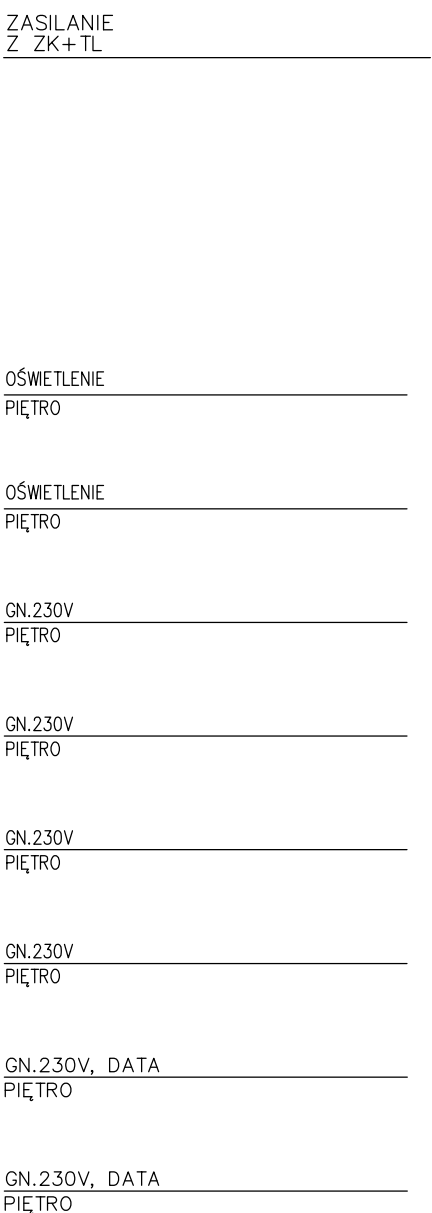 ZASILANIE
Z ZK+TL
OŚWIETLENIE
PIĘTRO
OŚWIETLENIE
PIĘTRO
GN.230V
PIĘTRO
GN.230V
PIĘTRO
GN.230V
PIĘTRO
GN.230V
PIĘTRO
GN.230V, DATA
PIĘTRO
GN.230V, DATA
PIĘTRO